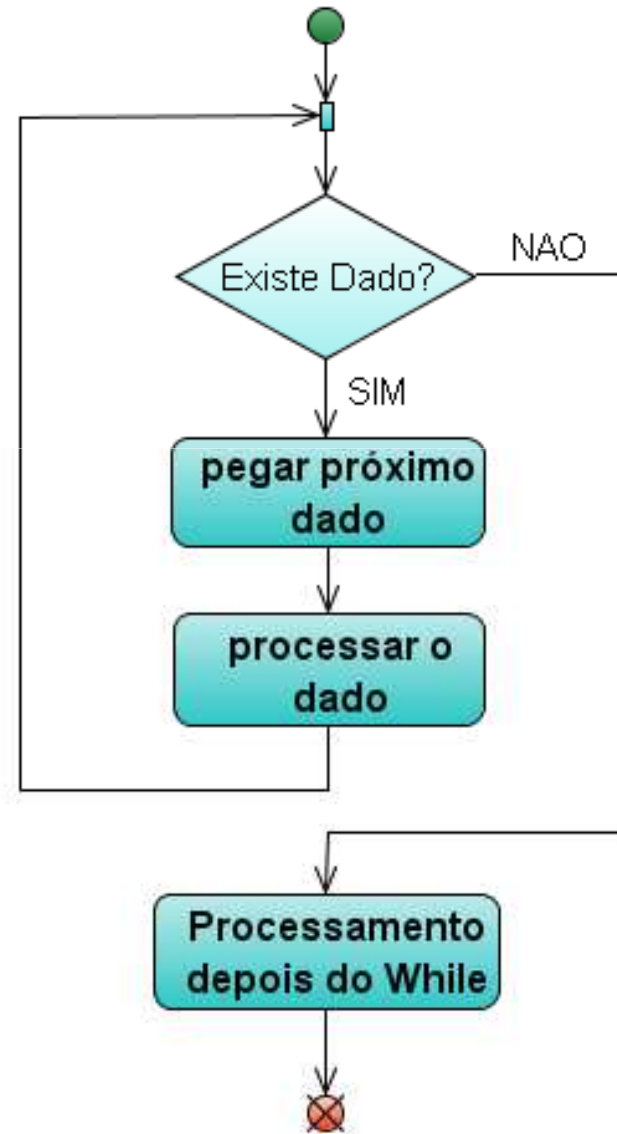 Existe Dado?
NAO
SIM
pegar próximo
dado
processar o
dado
Processamento
depois do While